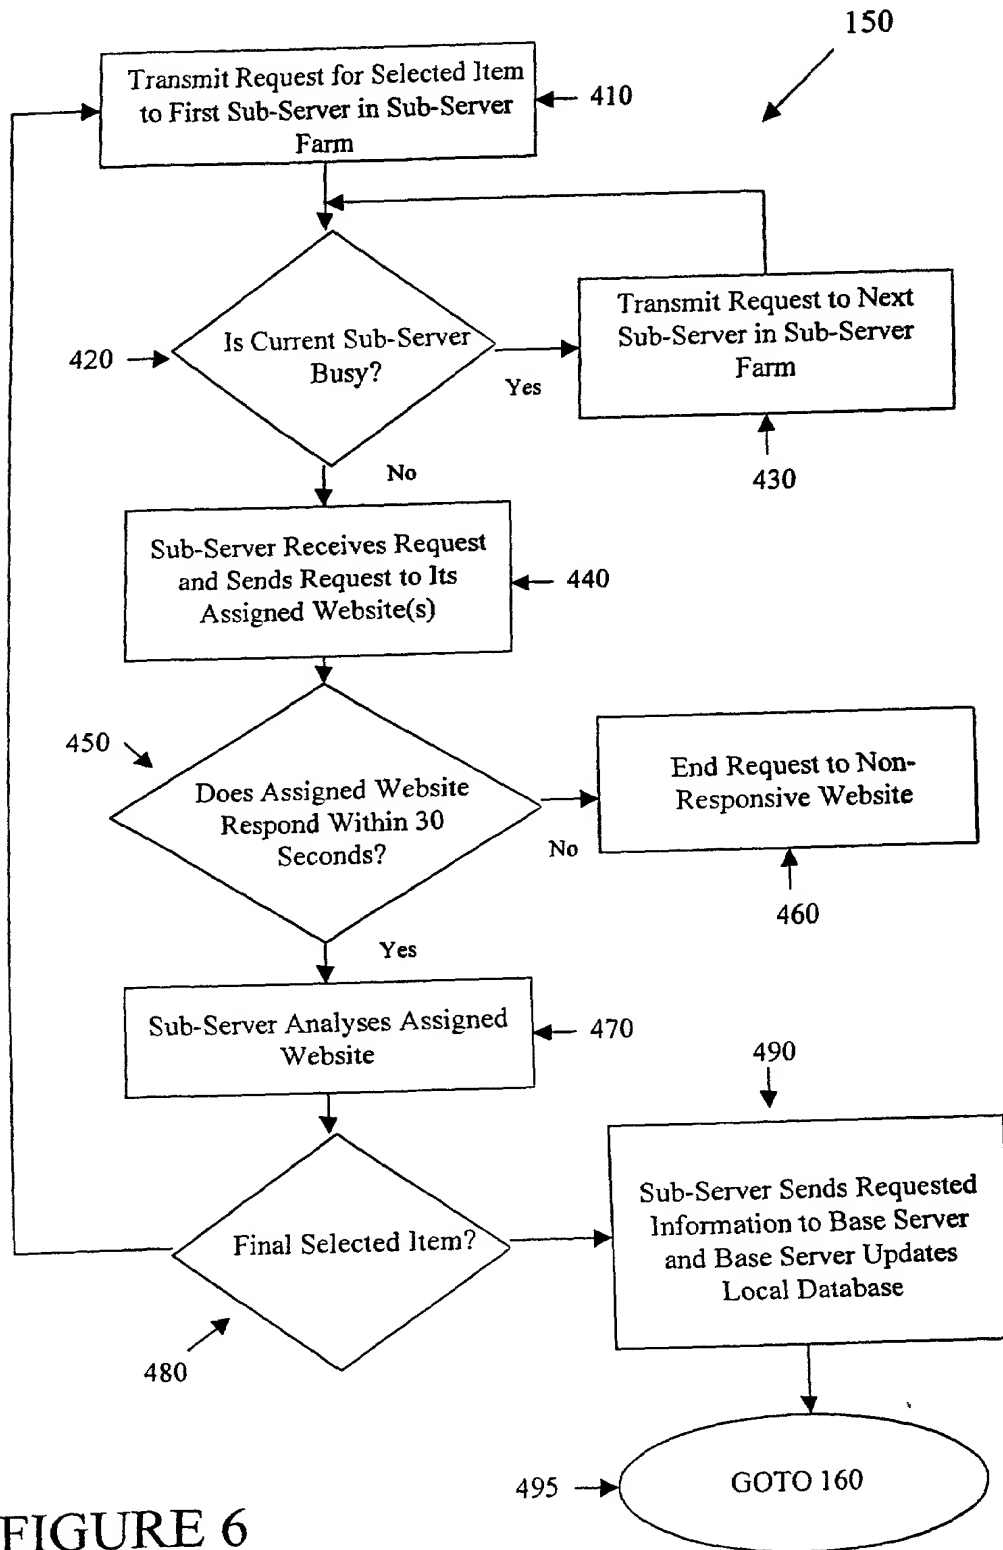 150
Transmit Request for Selected Item
to First Sub-Server in Sub-Server
Farm
410
Is Current Sub-Server
Busy?
420
Yes
Transmit Request to Next
Sub-Server in Sub-Server
Farm
430
No
Sub-Server Receives Request
and Sends Request to Its
Assigned Website(s)
440
450
Does Assigned Website
Respond Within 30
Seconds?
No
End Request to Non-
Responsive Website
460
Yes
Sub-Server Analyses Assigned
Website
470
490
Final Selected Item?
480
Sub-Server Sends Requested
Information to Base Server
and Base Server Updates
Local Database
495
GOTO 160
FIGURE 6